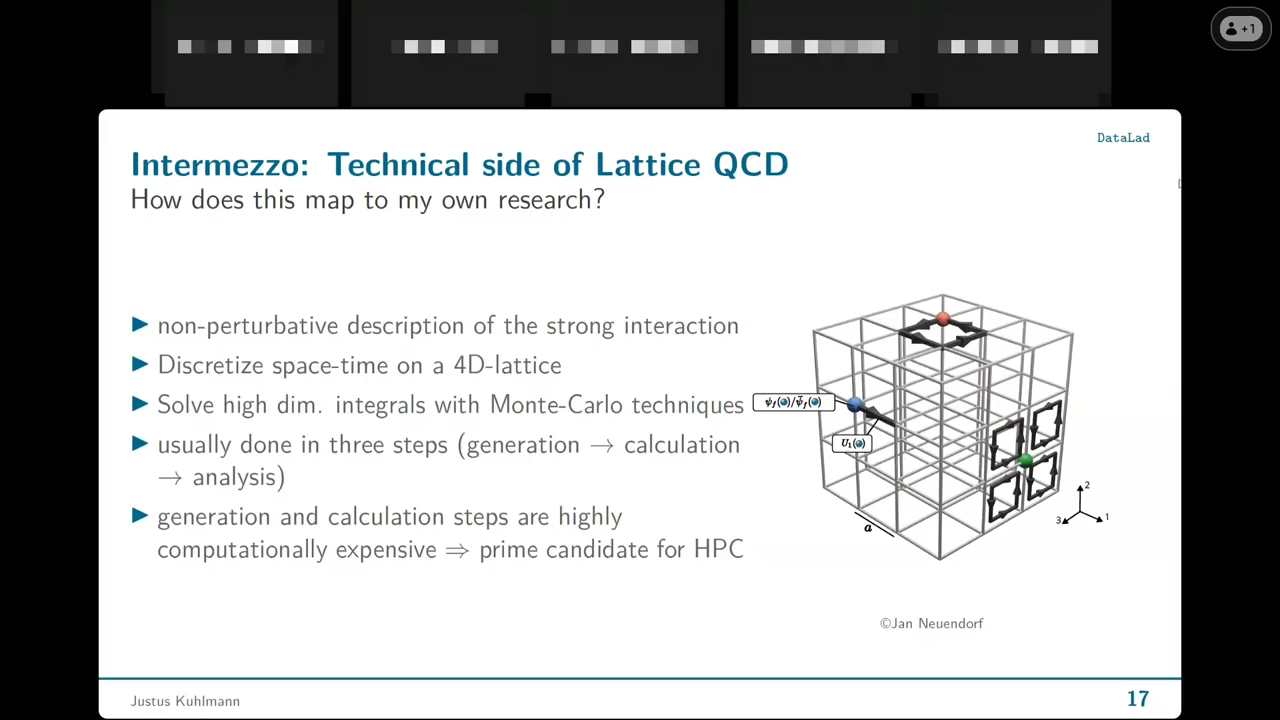 +1
DataLad
Intermezzo: Technical side of Lattice QCD
How does this map to my own research?
▶ non-perturbative description of the strong interaction
▶ Discretize space-time on a 4D-lattice
▶ Solve high dim. integrals with Monte-Carlo techniques
▶ usually done in three steps (generation → calculation
→ analysis)
▶ generation and calculation steps are highly
computationally expensive ⇒ prime candidate for HPC
ψf( )/ψ̄f( )
U1( )
a
2
3
1
©Jan Neuendorf
Justus Kuhlmann
17